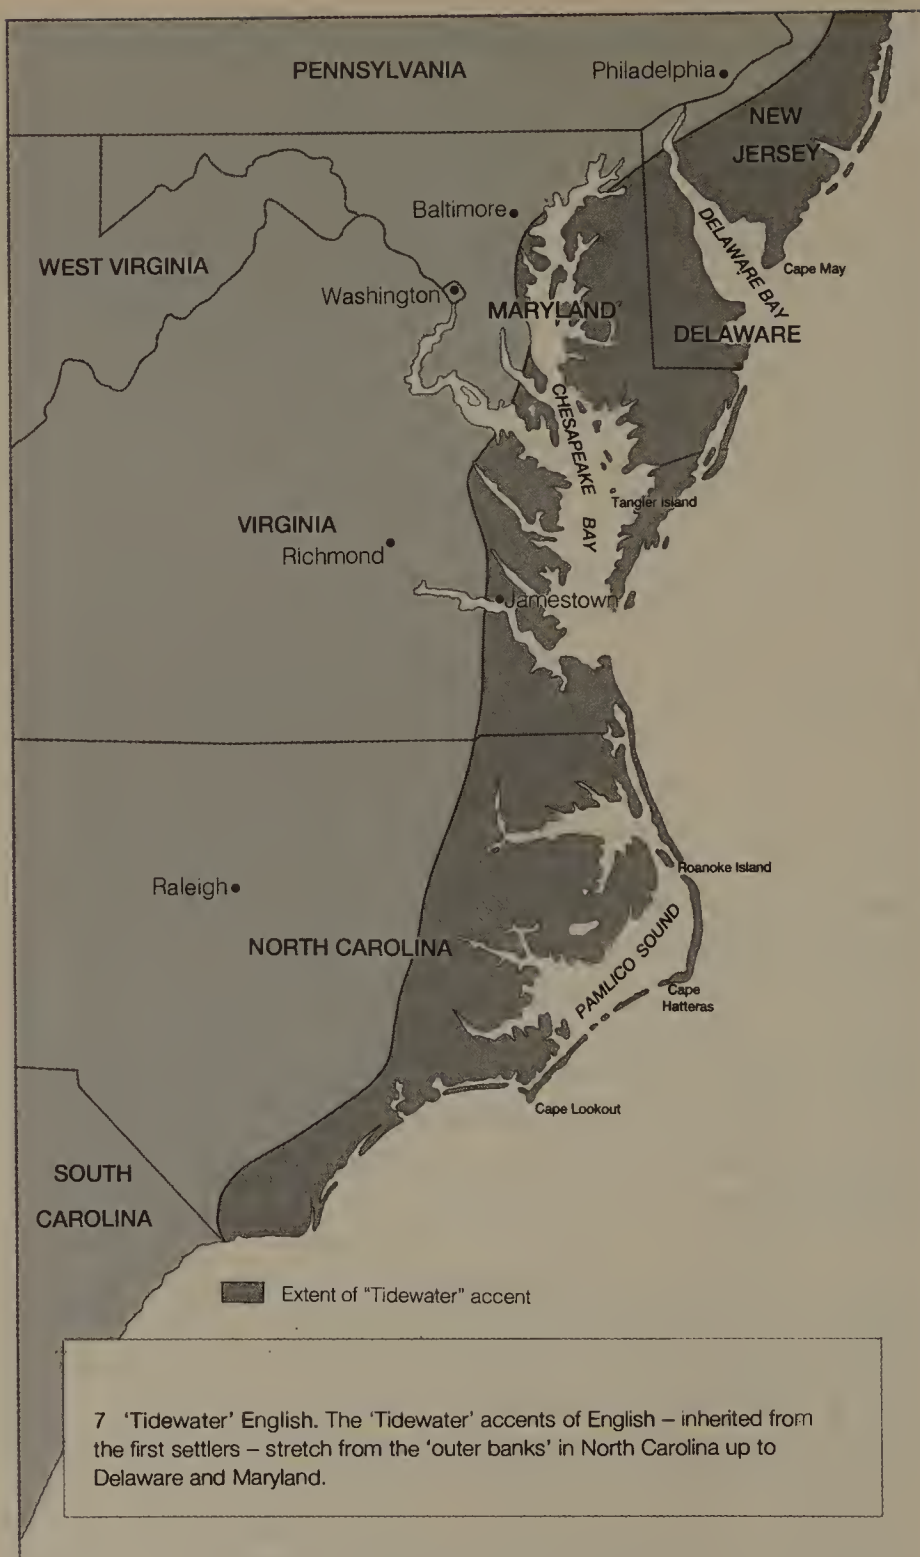 PENNSYLVANIA
Philadelphia
NEW
JERSEY
Baltimore
WEST VIRGINIA
Washington
MARYLAND
DELAWARE BAY
Cape May
DELAWARE
CHESAPEAKE BAY
Tangier Island
VIRGINIA
Richmond
Jamestown
Roanoke Island
Raleigh
NORTH CAROLINA
PAMLICO SOUND
Cape
Hatteras
Cape Lookout
SOUTH
CAROLINA
Extent of "Tidewater" accent
7 'Tidewater' English. The 'Tidewater' accents of English – inherited from
the first settlers – stretch from the 'outer banks' in North Carolina up to
Delaware and Maryland.